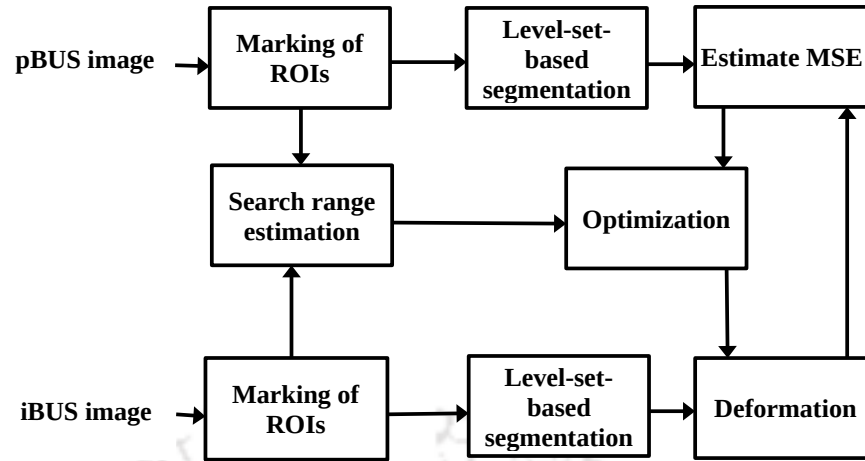 pBUS image
Marking of
ROIs
Level-set-
based
segmentation
Estimate MSE
Search range
estimation
Optimization
iBUS image
Marking of
ROIs
Level-set-
based
segmentation
Deformation